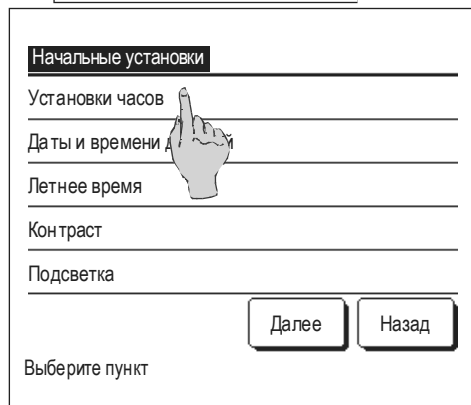 Начальные установки
Установки часов
Даты и времени
Летнее время
Контраст
Подсветка
Далее
Назад
Выберите пункт